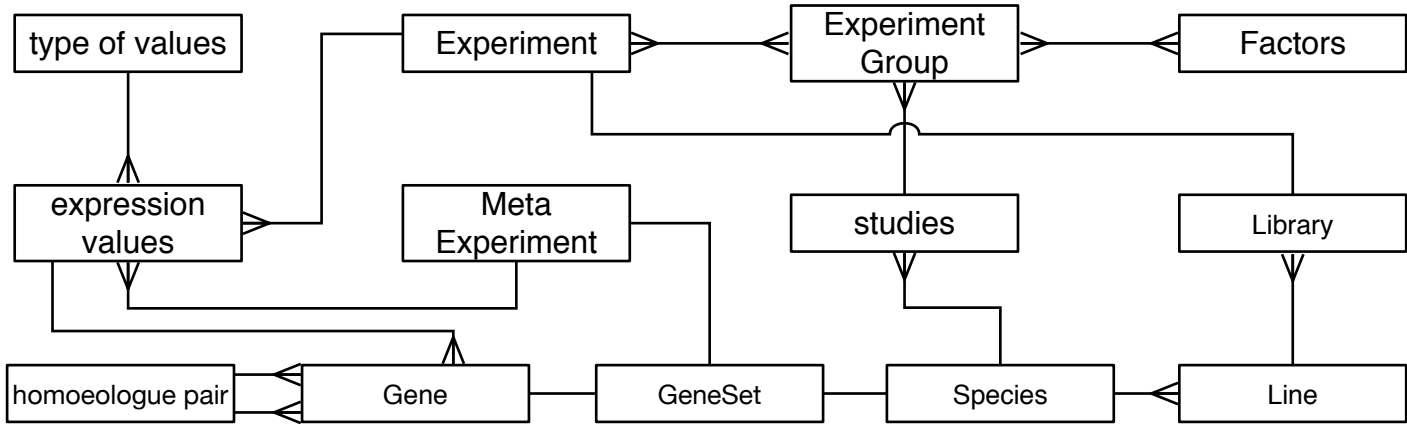 type of values
Experiment
Experiment
Group
Factors
expression
values
Meta
Experiment
studies
Library
homoeologue pair
Gene
GeneSet
Species
Line